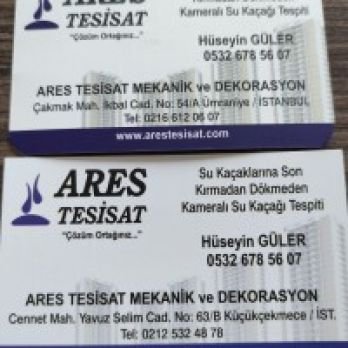 ARES
TESİSAT
"Çözüm Ortağınız..."
Kırmadan Dökmeden
Kameralı Su Kaçağı Tespiti
Hüseyin GÜLER
0532 678 56 07
ARES TESİSAT MEKANİK ve DEKORASYON
Çakmak Mah. İkbal Cad. No: 54/A Ümraniye / İSTANBUL
Tel: 0216 612 06 07
www.arestesisat.com
ARES
TESİSAT
"Çözüm Ortağınız..."
Su Kaçaklarına Son
Kırmadan Dökmeden
Kameralı Su Kaçağı Tespiti
Hüseyin GÜLER
0532 678 56 07
ARES TESİSAT MEKANİK ve DEKORASYON
Cennet Mah. Yavuz Selim Cad. No: 63/B Küçükçekmece / İST.
Tel: 0212 532 48 78